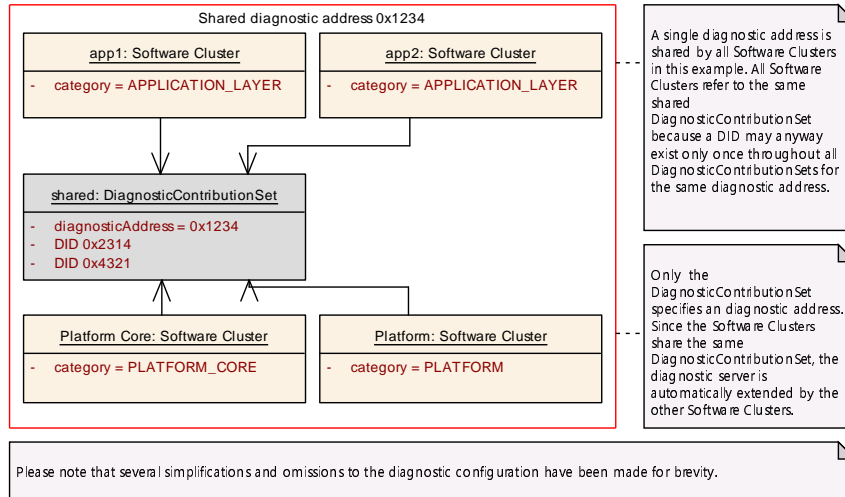 Shared diagnostic address 0x1234
app1: Software Cluster
- category = APPLICATION_LAYER
app2: Software Cluster
- category = APPLICATION_LAYER
shared: DiagnosticContributionSet
- diagnosticAddress = 0x1234
- DID 0x2314
- DID 0x4321
Platform Core: Software Cluster
- category = PLATFORM_CORE
Platform: Software Cluster
- category = PLATFORM
A single diagnostic address is
shared by all Software Clusters
in this example. All Software
Clusters refer to the same
shared
DiagnosticContributionSet
because a DID may anyway
exist only once throughout all
DiagnosticContributionSets for
the same diagnostic address.
Only the
DiagnosticContributionSet
specifies an diagnostic address.
Since the Software Clusters
share the same
DiagnosticContributionSet, the
diagnostic server is
automatically extended by the
other Software Clusters.
Please note that several simplifications and omissions to the diagnostic configuration have been made for brevity.